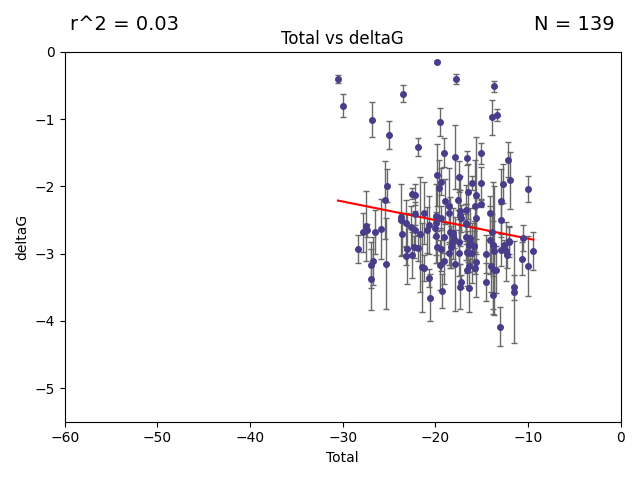 r^2 = 0.03
N = 139
Total vs deltaG
0
−1
−2
−3
−4
−5
deltaG
−60
−50
−40
−30
−20
−10
0
Total